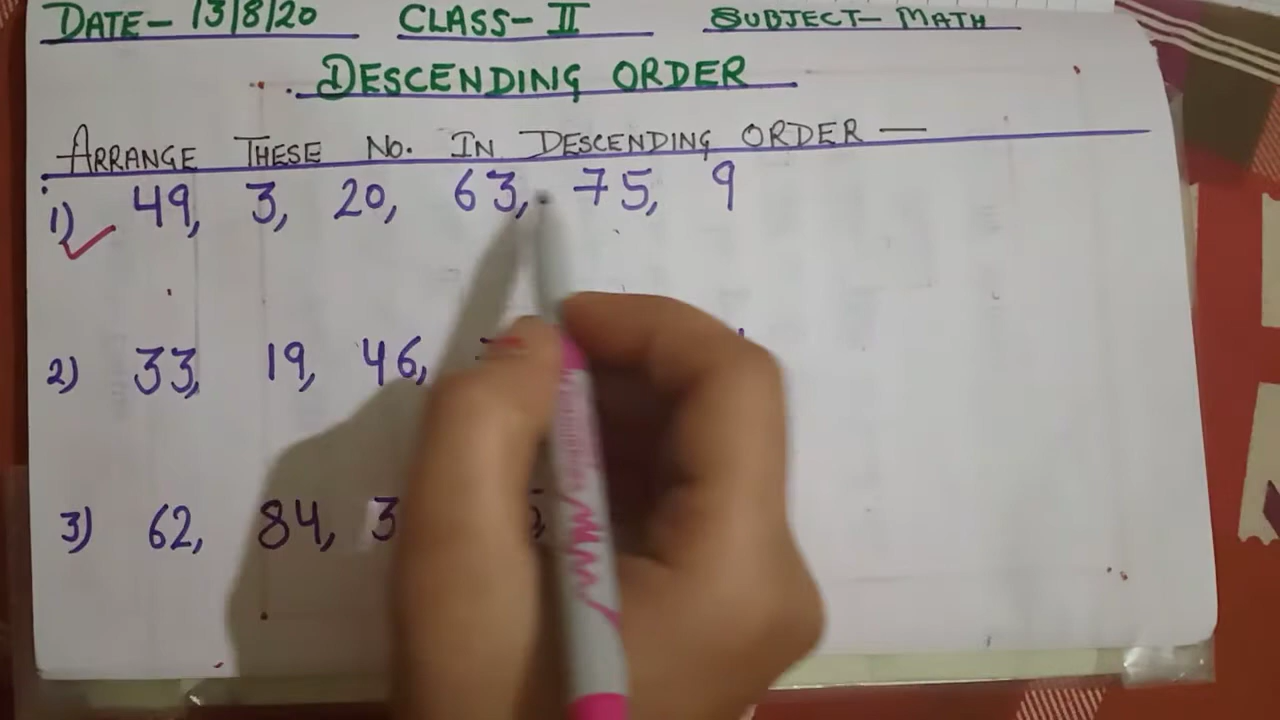 DATE- 13/8/20 CLASS- II SUBJECT- MATH
DESCENDING ORDER
ARRANGE THESE No. IN DESCENDING ORDER —
1) 49, 3, 20, 63, 75, 9
2) 33, 19, 46,
3) 62, 84, 3